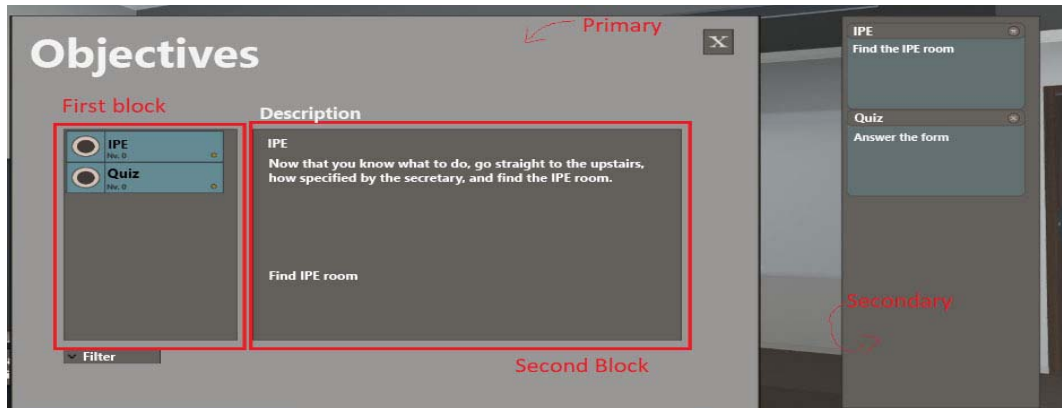 Primary
Objectives
X
First block
Description
IPE
Nv. 0
Quiz
Nv. 0
IPE
Now that you know what to do, go straight to the upstairs,
how specified by the secretary, and find the IPE room.
Find IPE room
Filter
Second Block
IPE
Find the IPE room
Quiz
Answer the form
Secondary